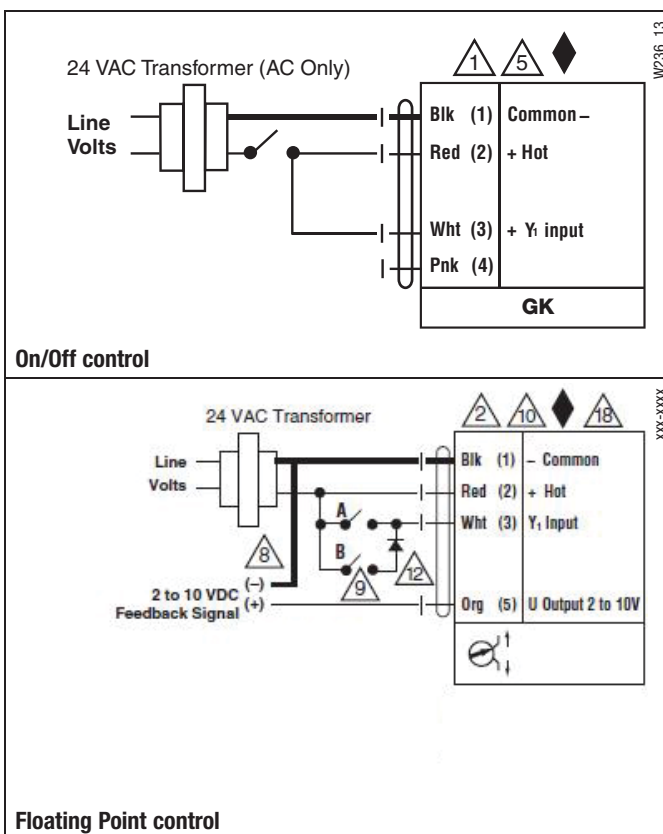 W236_13
24 VAC Transformer (AC Only)
1 5
Line
Volts
Blk (1) Common –
Red (2) + Hot
Wht (3) + Y1 input
Pnk (4)
GK
On/Off control
xxx-xxxx
24 VAC Transformer
2 10 18
Line
Volts
Blk (1) – Common
Red (2) + Hot
A
Wht (3) Y1 Input
B
8
9
12
(–)
2 to 10 VDC
Feedback Signal (+)
Org (5) U Output 2 to 10V
Floating Point control